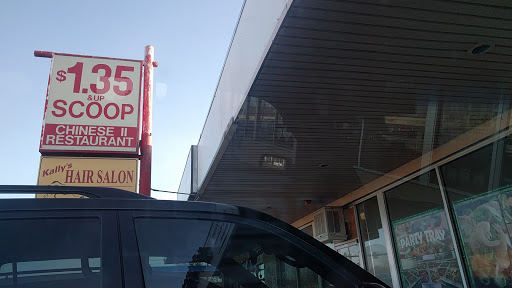 $1.35
& UP
SCOOP
CHINESE II
RESTAURANT
Kally's
HAIR SALON
PARTY TRAY